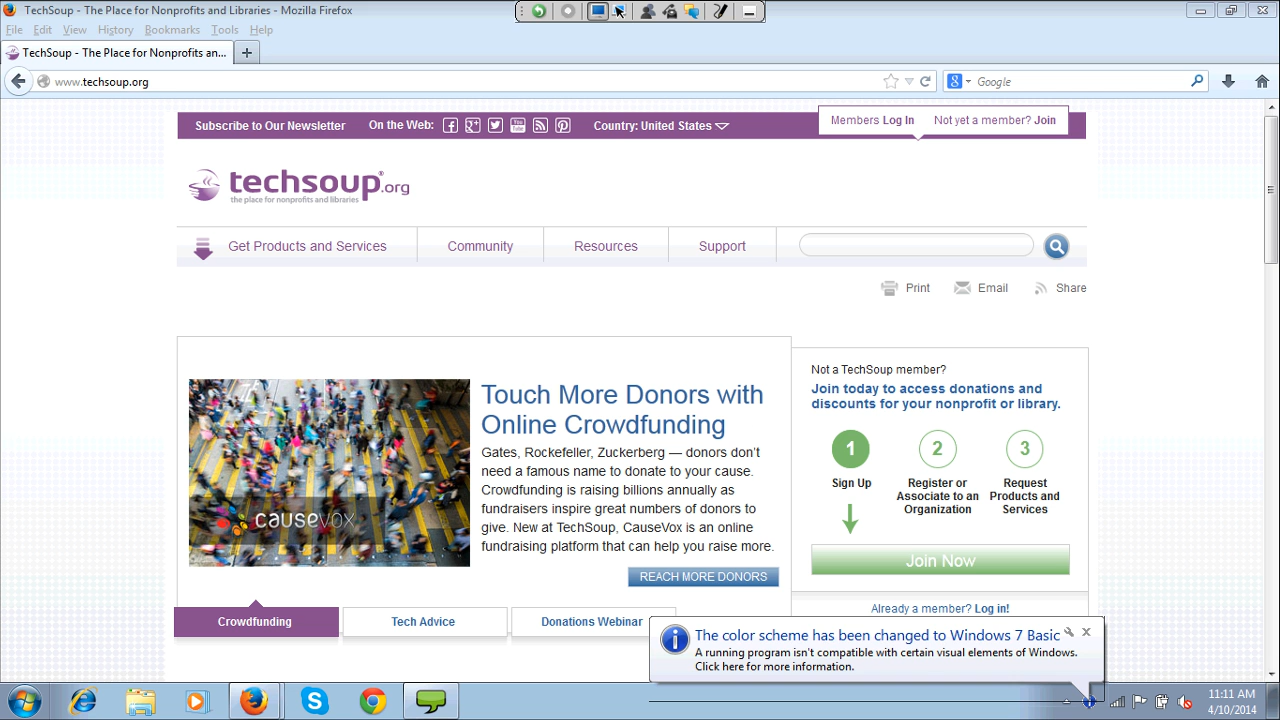 TechSoup - The Place for Nonprofits and Libraries - Mozilla Firefox
File Edit View History Bookmarks Tools Help
TechSoup - The Place for Nonprofits an...
www.techsoup.org
Google
Subscribe to Our Newsletter On the Web: Country: United States
Members Log In Not yet a member? Join
techsoup.org
the place for nonprofits and libraries
Get Products and Services Community Resources Support
Print Email Share
Touch More Donors with
Online Crowdfunding
Gates, Rockefeller, Zuckerberg — donors don't
need a famous name to donate to your cause.
Crowdfunding is raising billions annually as
fundraisers inspire great numbers of donors to
give. New at TechSoup, CauseVox is an online
fundraising platform that can help you raise more.
REACH MORE DONORS
causevox
Crowdfunding Tech Advice Donations Webinar
Not a TechSoup member?
Join today to access donations and
discounts for your nonprofit or library.
1 2 3
Sign Up
Register or
Associate to an
Organization
Request
Products and
Services
Join Now
Already a member? Log in!
The color scheme has been changed to Windows 7 Basic
A running program isn't compatible with certain visual elements of Windows.
Click here for more information.
11:11 AM
4/10/2014